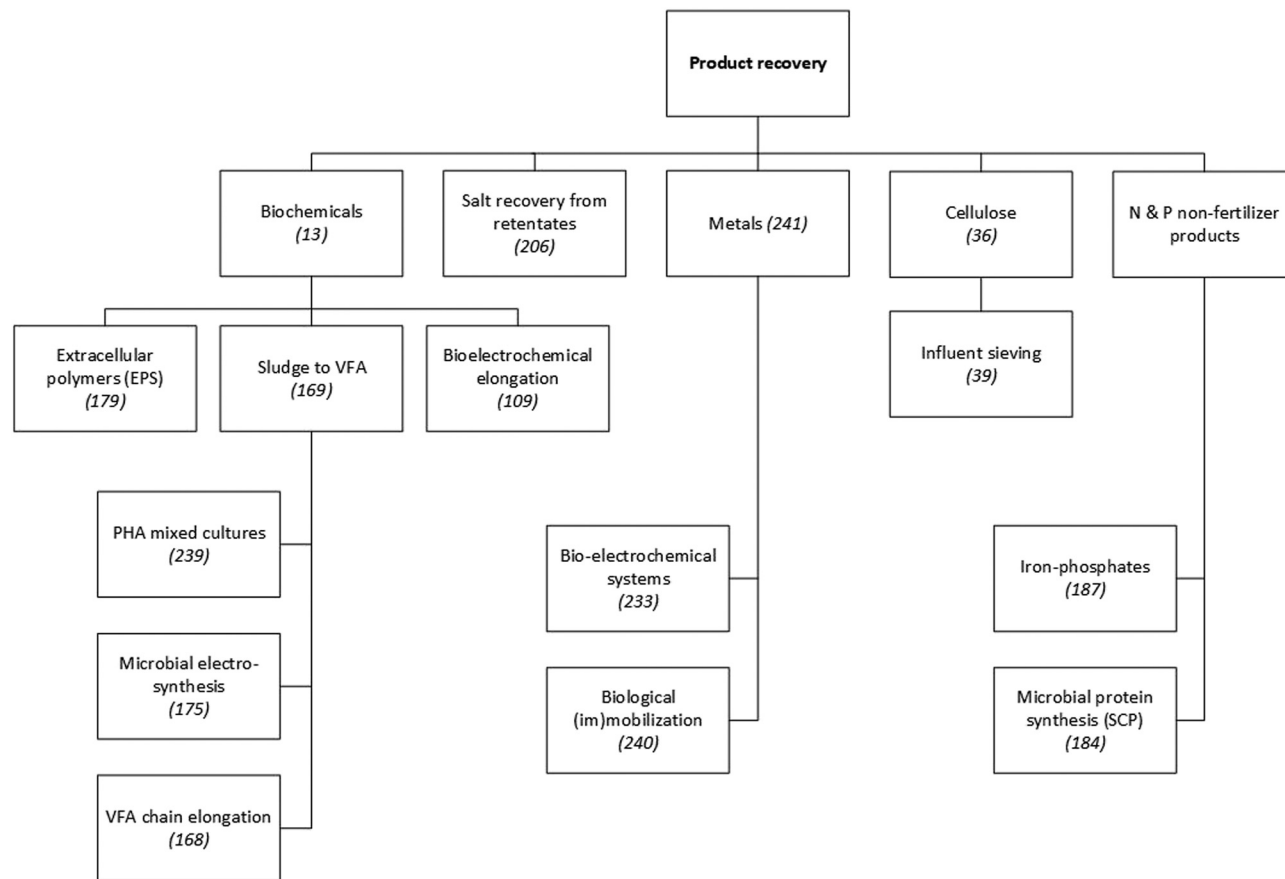 Product recovery
Biochemicals
(13)
Salt recovery from
retentates
(206)
Metals (241)
Cellulose
(36)
N & P non-fertilizer
products
Extracellular
polymers (EPS)
(179)
Sludge to VFA
(169)
Bioelectrochemical
elongation
(109)
Influent sieving
(39)
PHA mixed cultures
(239)
Bio-electrochemical
systems
(233)
Iron-phosphates
(187)
Microbial electro-
synthesis
(175)
Biological
(im)mobilization
(240)
Microbial protein
synthesis (SCP)
(184)
VFA chain elongation
(168)